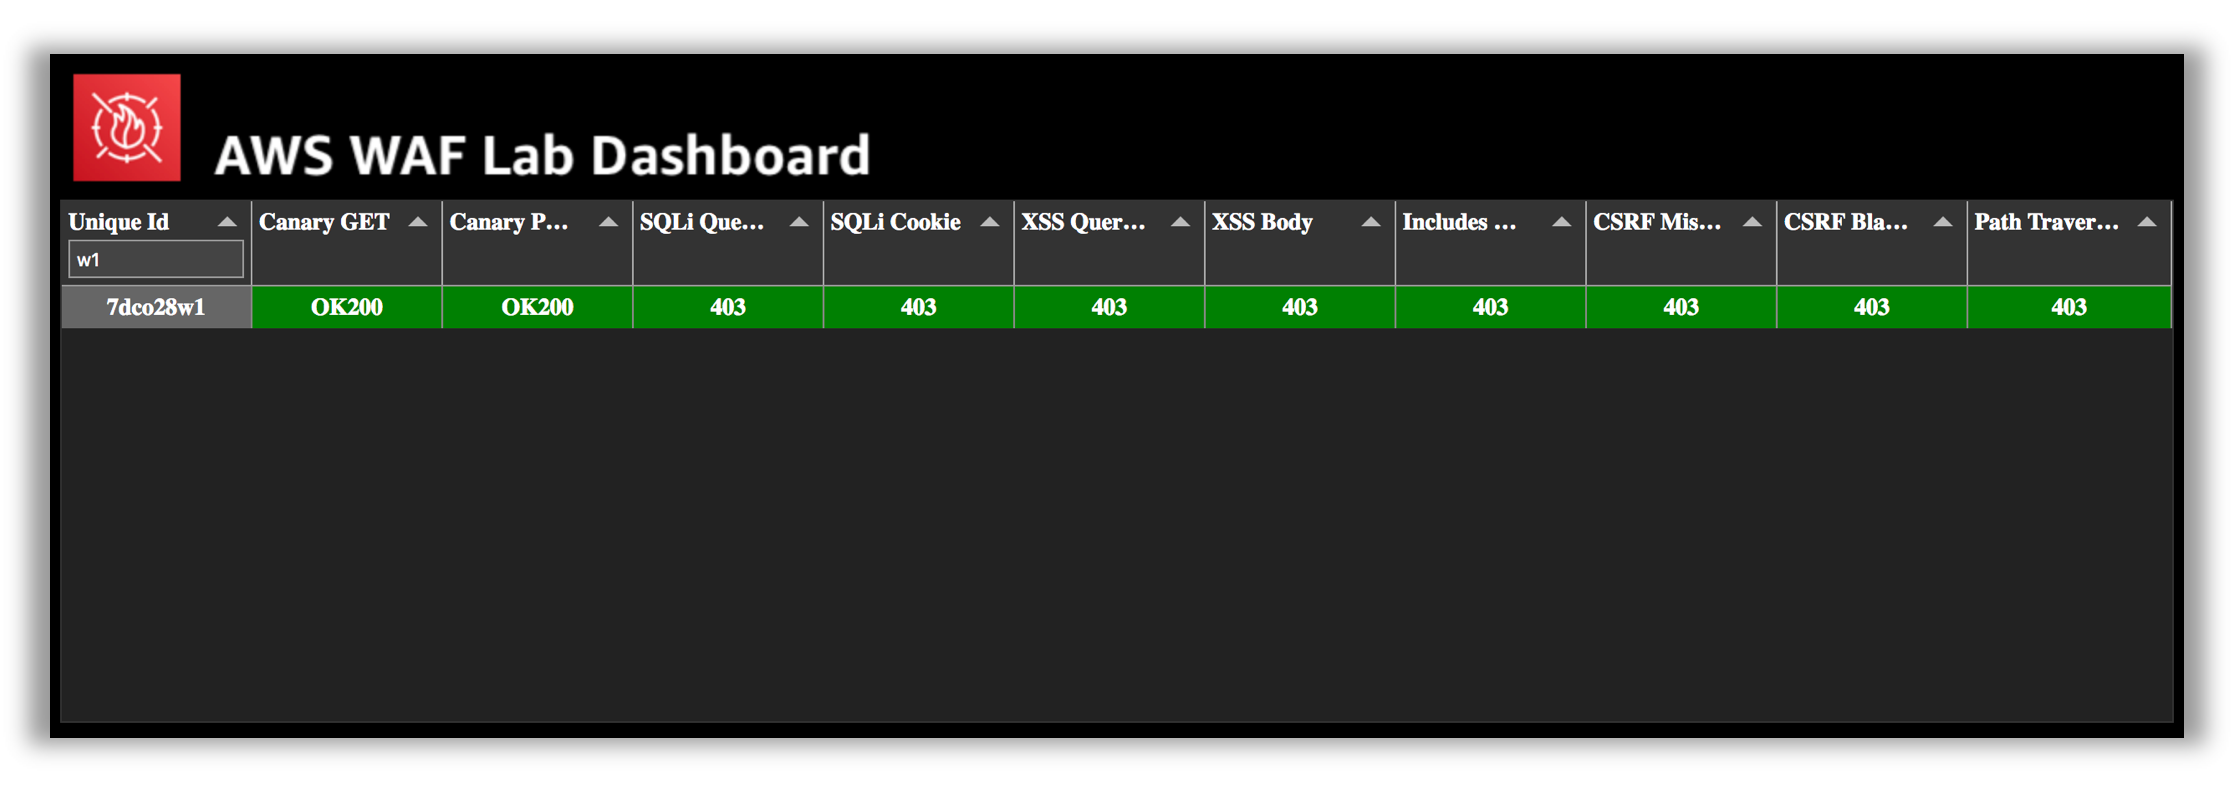 AWS WAF Lab Dashboard
Unique Id Canary GET Canary P... SQLi Que... SQLi Cookie XSS Quer... XSS Body Includes ... CSRF Mis... CSRF Bla... Path Traver...
w1
7dco28w1 OK200 OK200 403 403 403 403 403 403 403 403